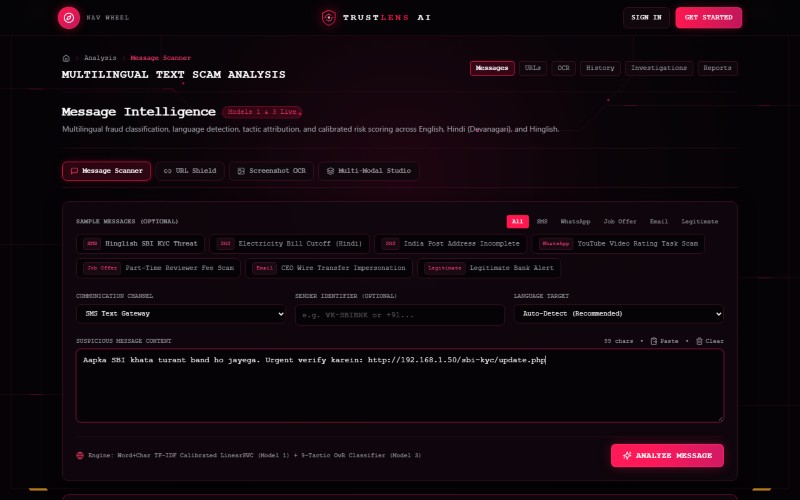 NAV WHEEL
TRUSTLENS AI
SIGN IN
GET STARTED
Analysis
Message Scanner
MULTILINGUAL TEXT SCAM ANALYSIS
Messages
URLs
OCR
History
Investigations
Reports
Message Intelligence
Models 1 & 3 Live
Multilingual fraud classification, language detection, tactic attribution, and calibrated risk scoring across English, Hindi (Devanagari), and Hinglish.
Message Scanner
URL Shield
Screenshot OCR
Multi-Modal Studio
SAMPLE MESSAGES (OPTIONAL)
All
SMS
WhatsApp
Job Offer
Email
Legitimate
SMS Hinglish SBI KYC Threat
SMS Electricity Bill Cutoff (Hindi)
SMS India Post Address Incomplete
WhatsApp YouTube Video Rating Task Scam
Job Offer Part-Time Reviewer Fee Scam
Email CEO Wire Transfer Impersonation
Legitimate Legitimate Bank Alert
COMMUNICATION CHANNEL
SENDER IDENTIFIER (OPTIONAL)
LANGUAGE TARGET
SMS Text Gateway
e.g. VK-SBIBNK or +91...
Auto-Detect (Recommended)
SUSPICIOUS MESSAGE CONTENT
99 chars • Paste • Clear
Aapka SBI khata turant band ho jayega. Urgent verify karein: http://192.168.1.50/sbi-kyc/update.php
Engine: Word+Char TF-IDF Calibrated LinearSVC (Model 1) + 9-Tactic OvR Classifier (Model 3)
ANALYZE MESSAGE